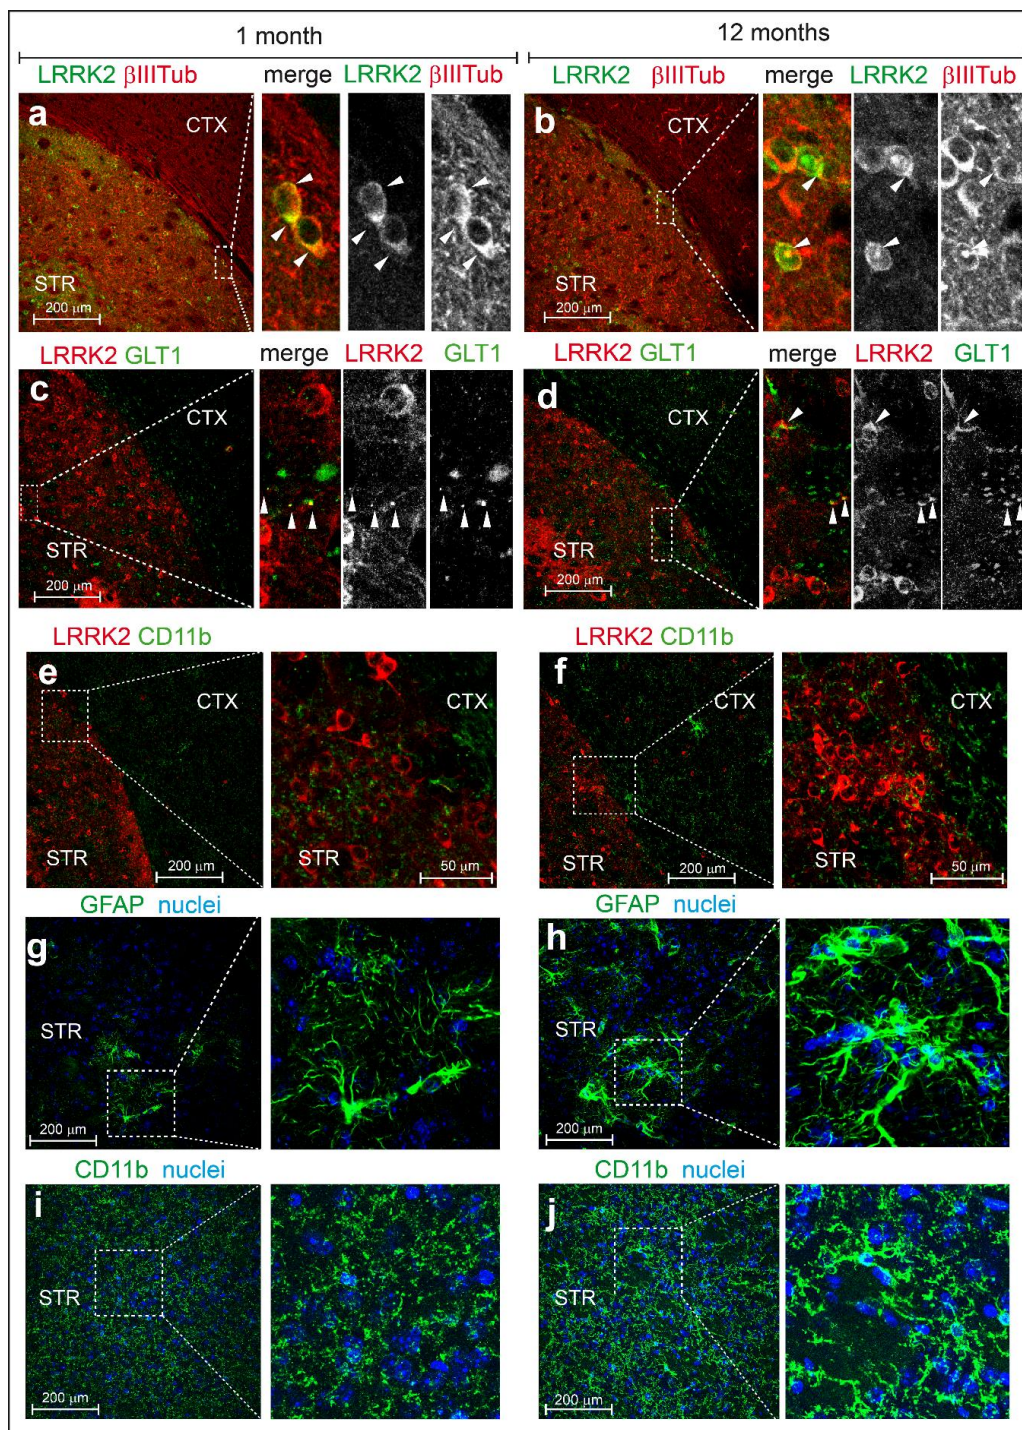 1 month 12 months
LRRK2 βIIITub merge LRRK2 βIIITub LRRK2 βIIITub merge LRRK2 βIIITub
a CTX b CTX
STR STR
200 µm 200 µm
LRRK2 GLT1 merge LRRK2 GLT1 LRRK2 GLT1 merge LRRK2 GLT1
c CTX d CTX
STR STR
200 µm 200 µm
LRRK2 CD11b LRRK2 CD11b
e CTX CTX f CTX CTX
STR STR STR STR
200 µm 50 µm 200 µm 50 µm
GFAP nuclei GFAP nuclei
g h
STR STR
200 µm 200 µm
CD11b nuclei CD11b nuclei
i j
STR STR
200 µm 200 µm